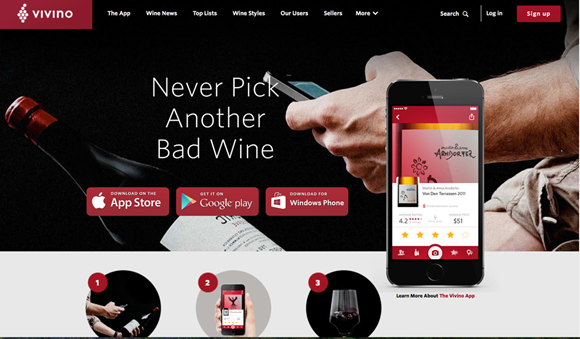 VIVINO
The App
Wine News
Top Lists
Wine Styles
Our Users
Sellers
More
Search
Log in
Sign up
Never Pick
Another
Bad Wine
DOWNLOAD ON THE
App Store
GET IT ON
Google play
DOWNLOAD FOR
Windows Phone
ARNDORFER
Martin & Anna Arndorfer
Von Den Terrassen 2011
4.2
$51
Learn More About The Vivino App
1
2
3